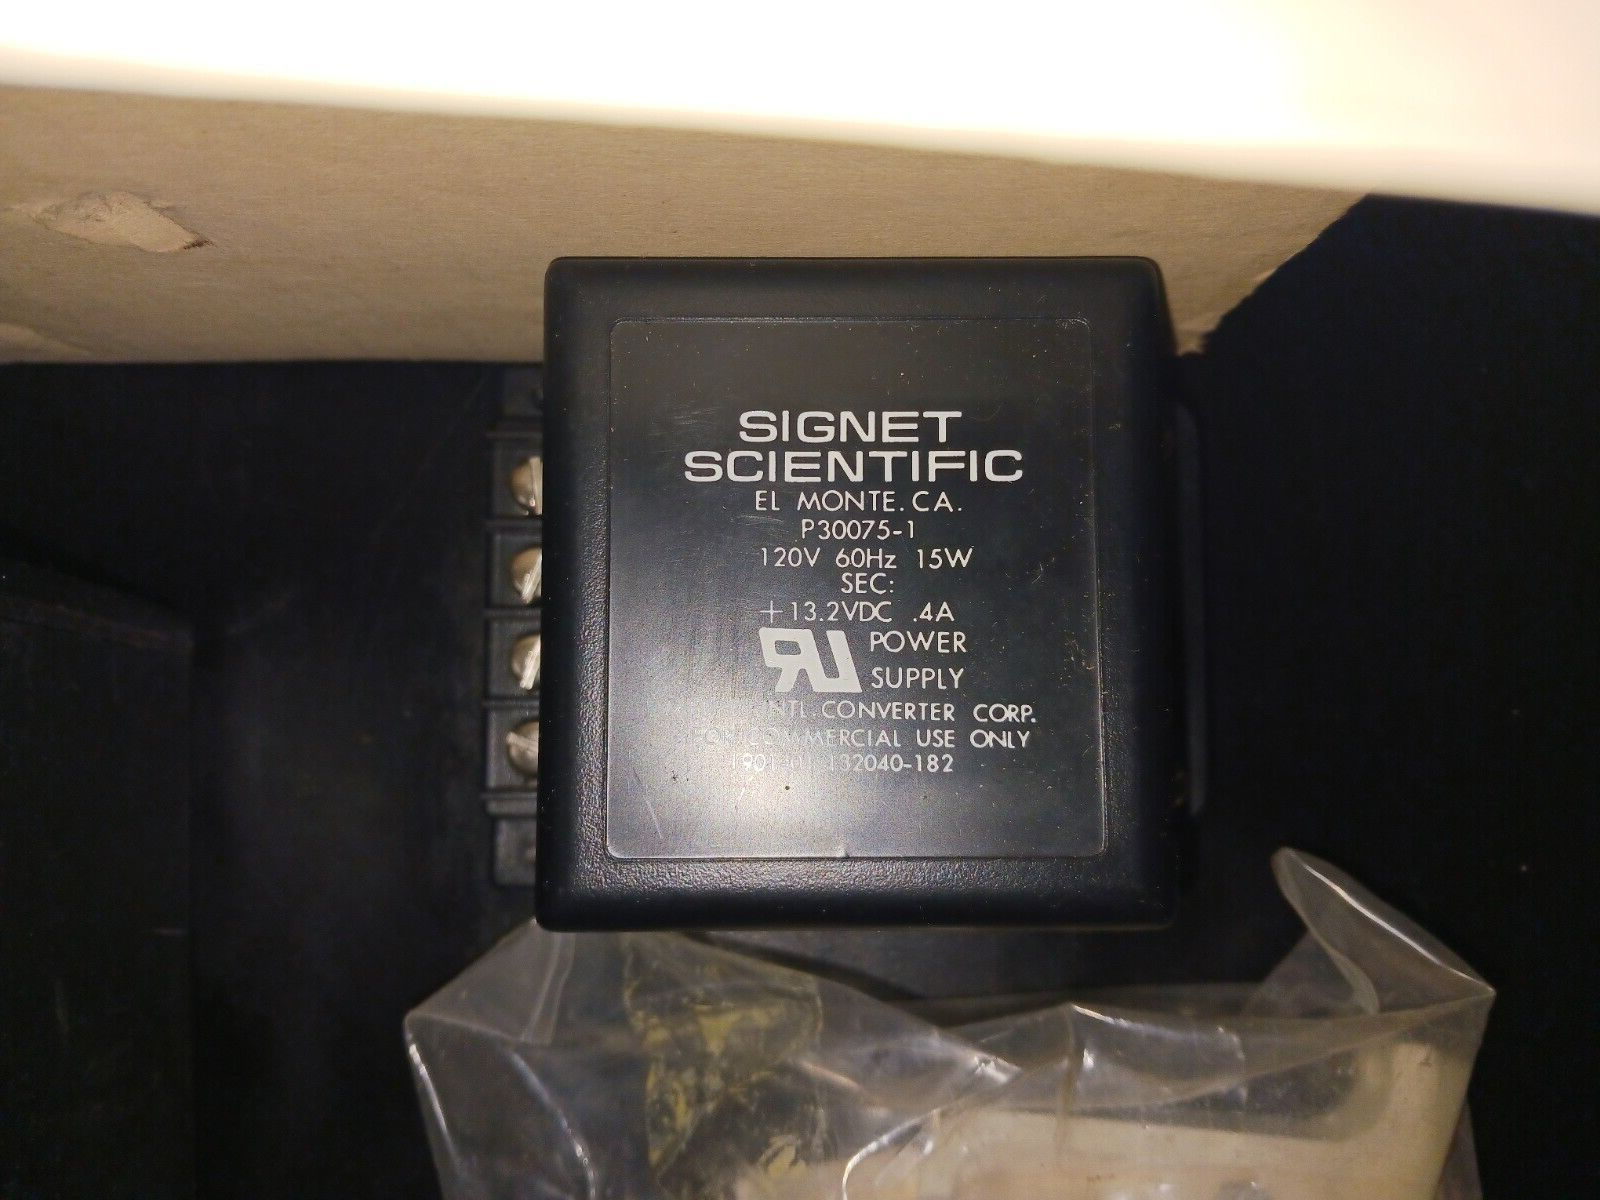 SIGNET
SCIENTIFIC
EL MONTE. CA.
P30075-1
120V 60Hz 15W
SEC:
+13.2VDC .4A
RU POWER
SUPPLY
CONVERTER CORP.
COMMERCIAL USE ONLY
132040-182